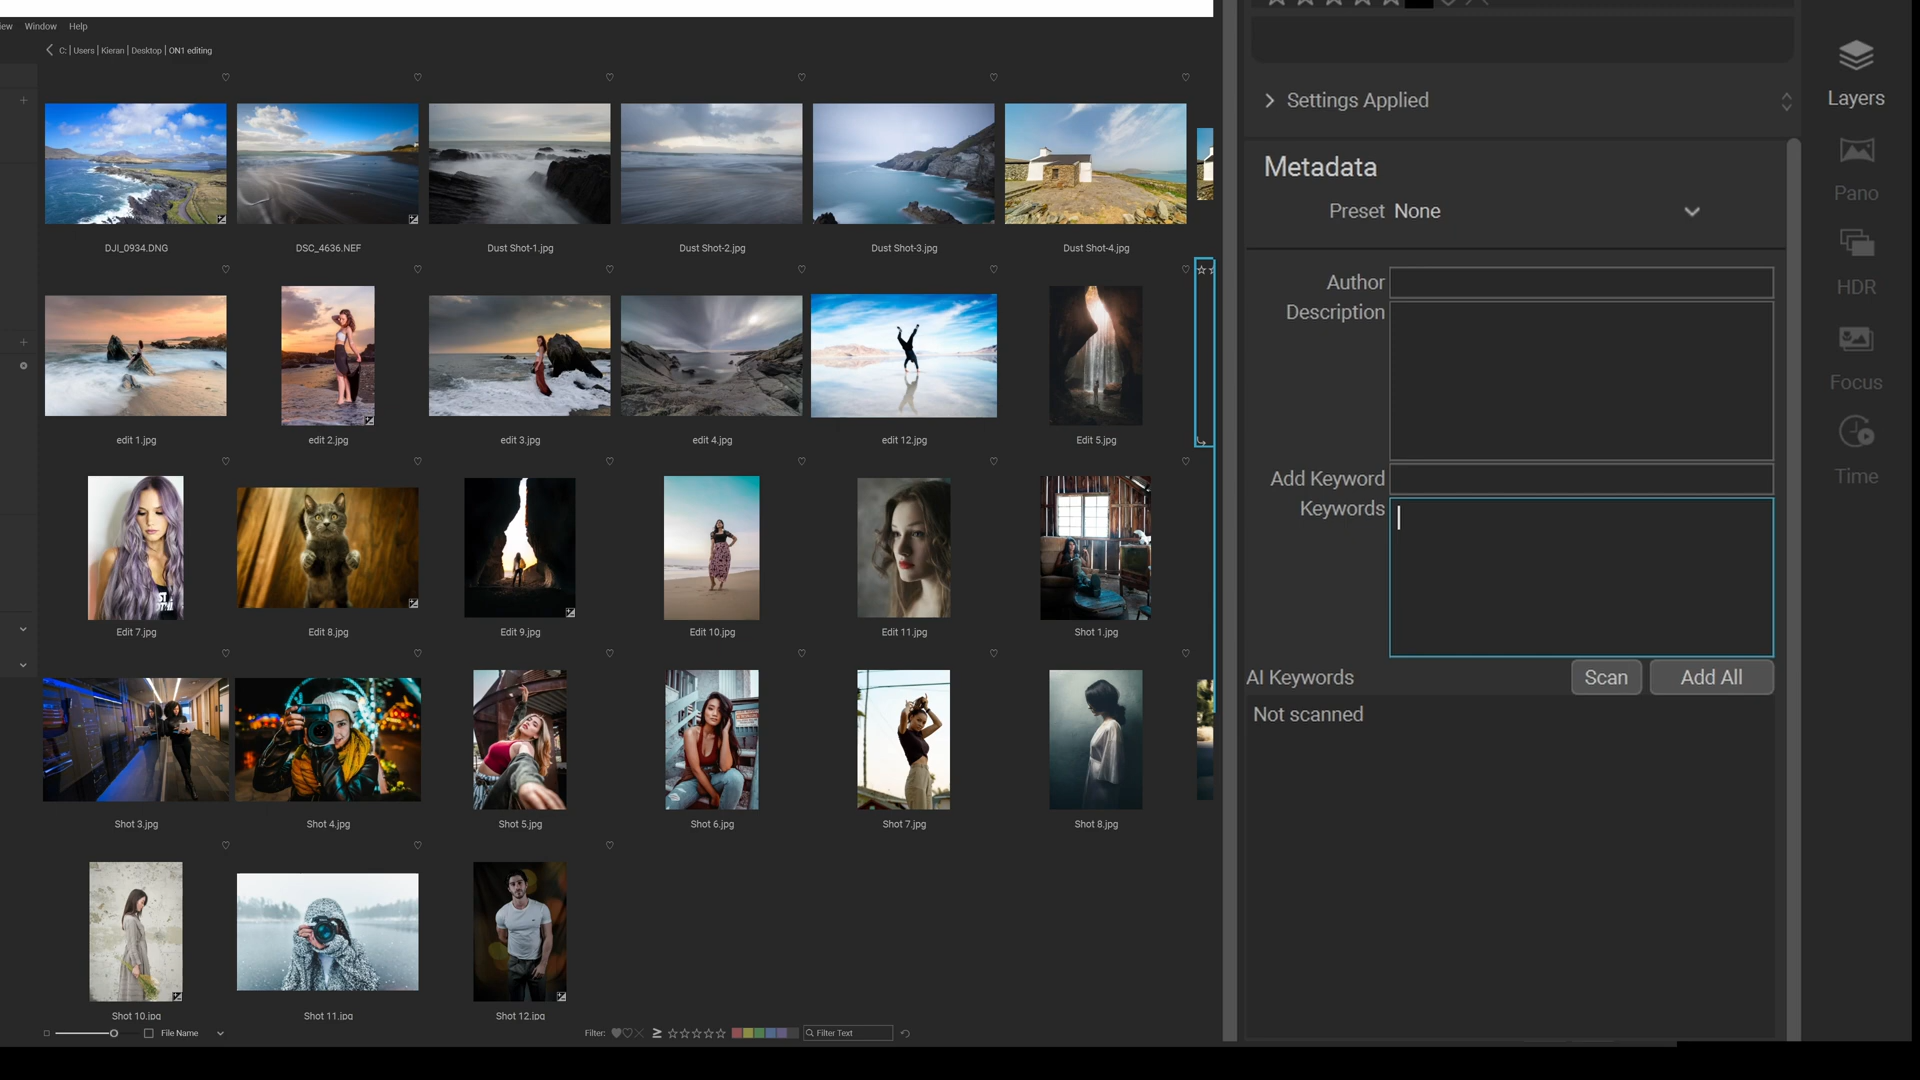 Window Help
C: | Users | Kieran | Desktop | ON1 editing
DJI_0934.DNG
DSC_4636.NEF
Dust Shot-1.jpg
Dust Shot-2.jpg
Dust Shot-3.jpg
Dust Shot-4.jpg
edit 1.jpg
edit 2.jpg
edit 3.jpg
edit 4.jpg
edit 12.jpg
Edit 5.jpg
Edit 7.jpg
Edit 8.jpg
Edit 9.jpg
Edit 10.jpg
Edit 11.jpg
Shot 1.jpg
Shot 3.jpg
Shot 4.jpg
Shot 5.jpg
Shot 6.jpg
Shot 7.jpg
Shot 8.jpg
Shot 10.jpg
Shot 11.jpg
Shot 12.jpg
File Name
Filter:
Filter Text
Settings Applied
Metadata
Preset None
Author
Description
Add Keyword
Keywords
AI Keywords
Scan
Add All
Not scanned
Layers
Pano
HDR
Focus
Time